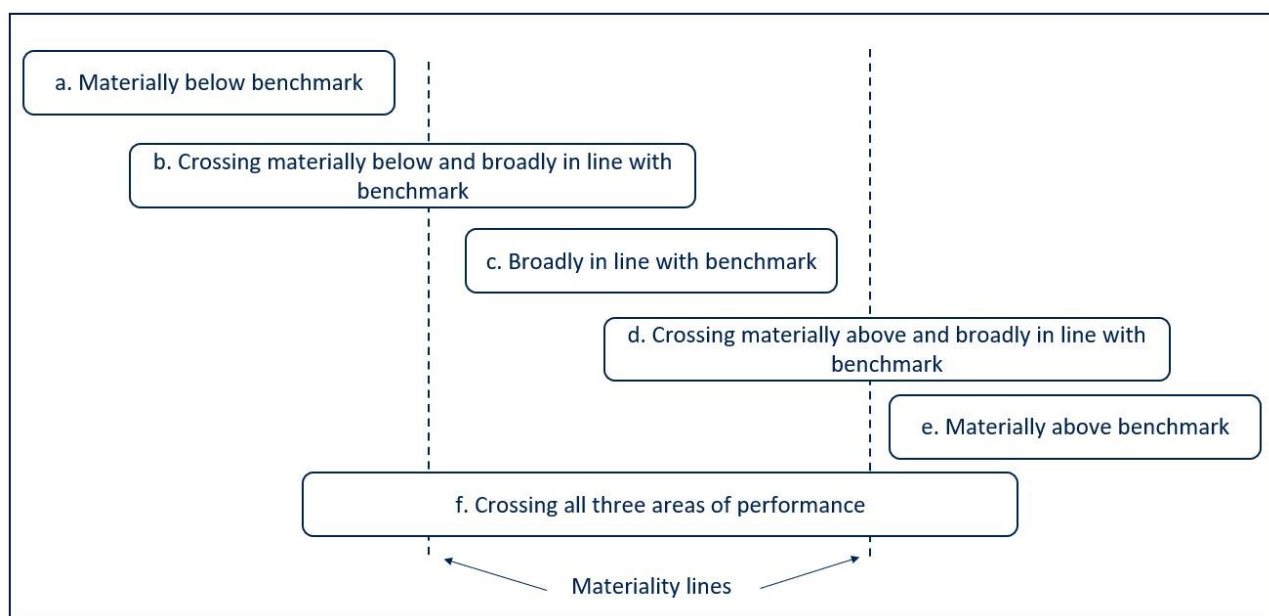 a. Materially below benchmark
b. Crossing materially below and broadly in line with
benchmark
c. Broadly in line with benchmark
d. Crossing materially above and broadly in line with
benchmark
e. Materially above benchmark
f. Crossing all three areas of performance
Materiality lines